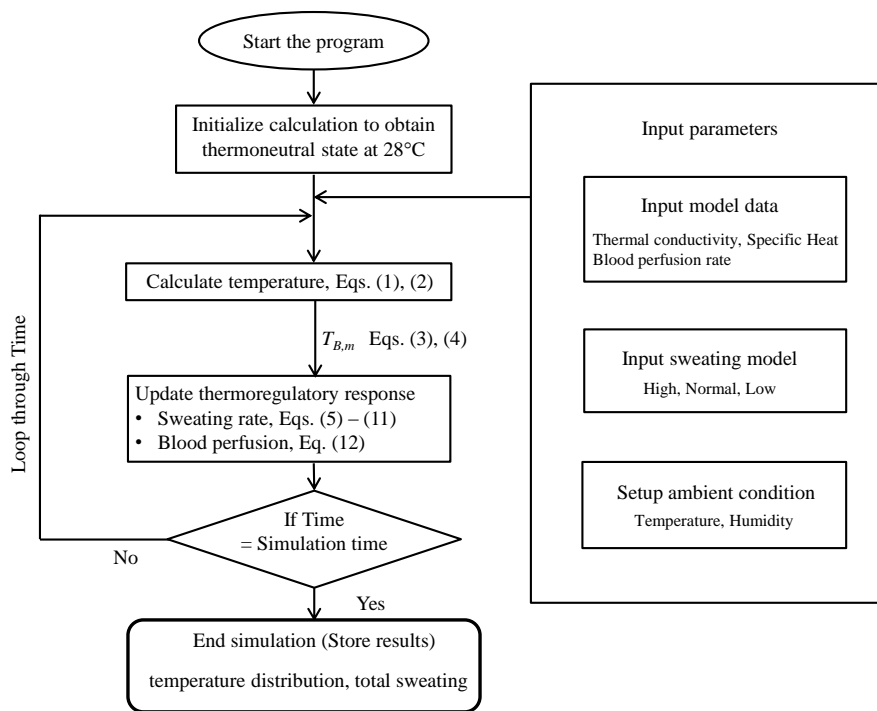 Start the program
Initialize calculation to obtain
thermoneutral state at 28°C
Calculate temperature, Eqs. (1), (2)
T_{B,m} Eqs. (3), (4)
Update thermoregulatory response
• Sweating rate, Eqs. (5) – (11)
• Blood perfusion, Eq. (12)
If Time
= Simulation time
No
Yes
Loop through Time
End simulation (Store results)
temperature distribution, total sweating
Input parameters
Input model data
Thermal conductivity, Specific Heat
Blood perfusion rate
Input sweating model
High, Normal, Low
Setup ambient condition
Temperature, Humidity